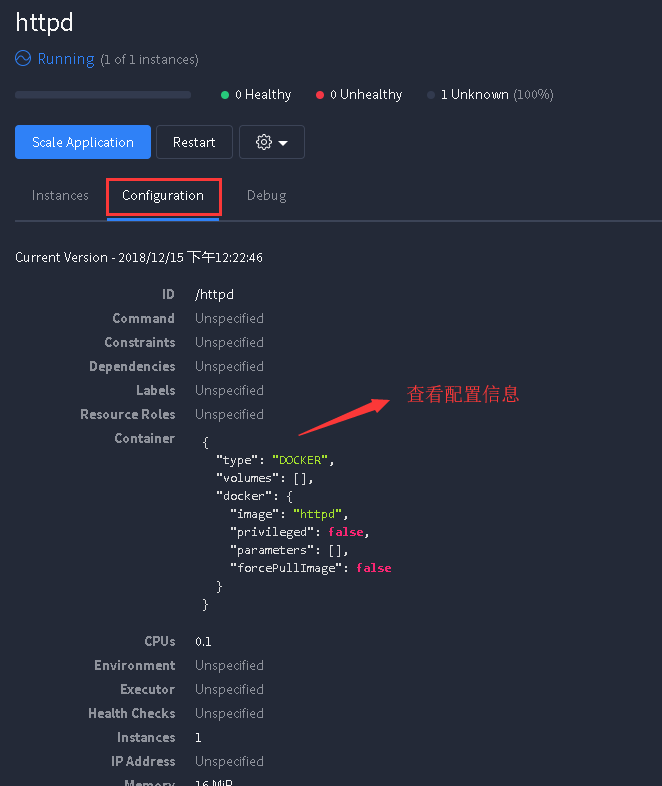 httpd
Running (1 of 1 instances)
0 Healthy 0 Unhealthy 1 Unknown (100%)
Scale Application Restart
Instances Configuration Debug
Current Version - 2018/12/15 下午12:22:46
ID /httpd
Command Unspecified
Constraints Unspecified
Dependencies Unspecified
Labels Unspecified
查看配置信息
Resource Roles Unspecified
Container {
"type": "DOCKER",
"volumes": [],
"docker": {
"image": "httpd",
"privileged": false,
"parameters": [],
"forcePullImage": false
}
}
CPUs 0.1
Environment Unspecified
Executor Unspecified
Health Checks Unspecified
Instances 1
IP Address Unspecified
Memory 16 MiB